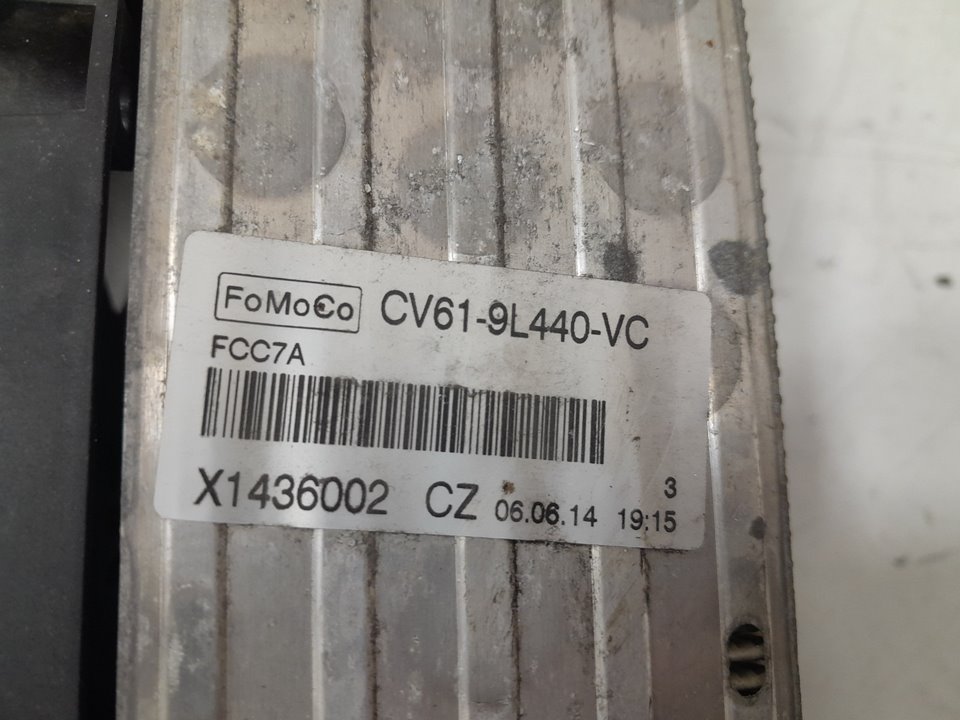 FoMoCo CV61-9L440-VC
FCC7A
3
X1436002 CZ 06.06.14 19:15